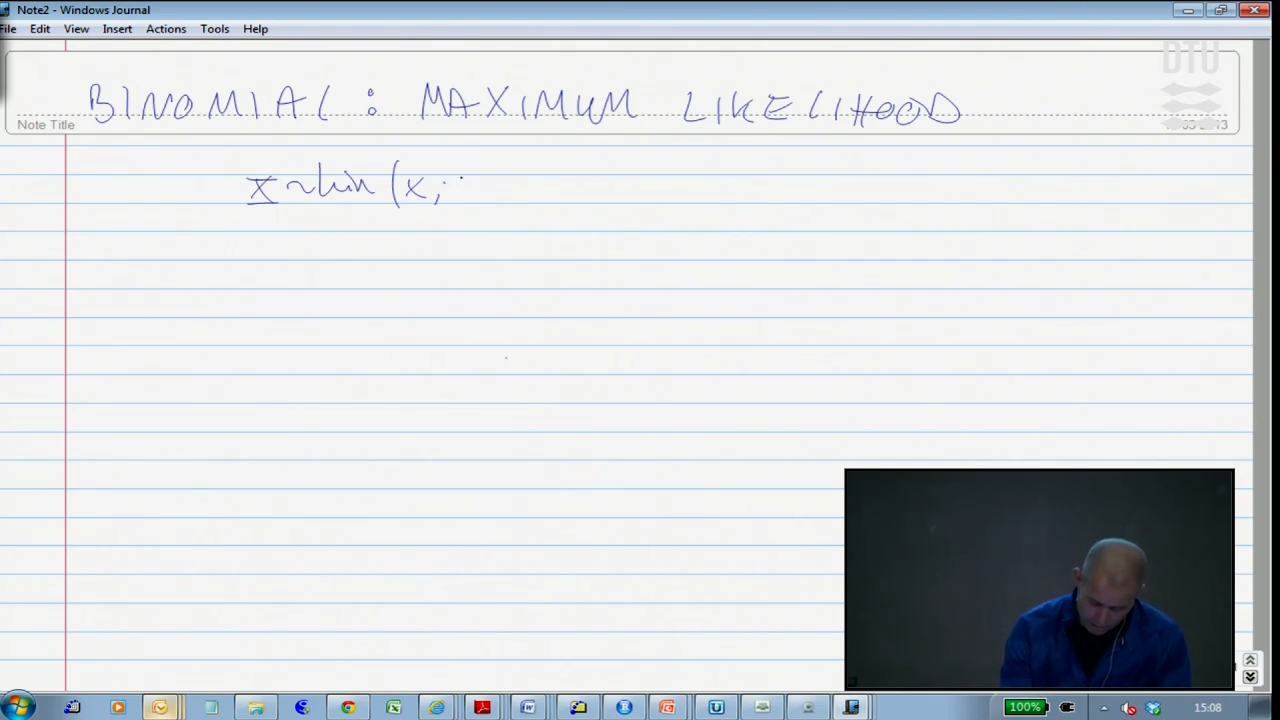 Note2 - Windows Journal
File Edit View Insert Actions Tools Help
DTU
BINOMIAL : MAXIMUM LIKELIHOOD
Note Title
X ~ bin (x ;
100%
15:08